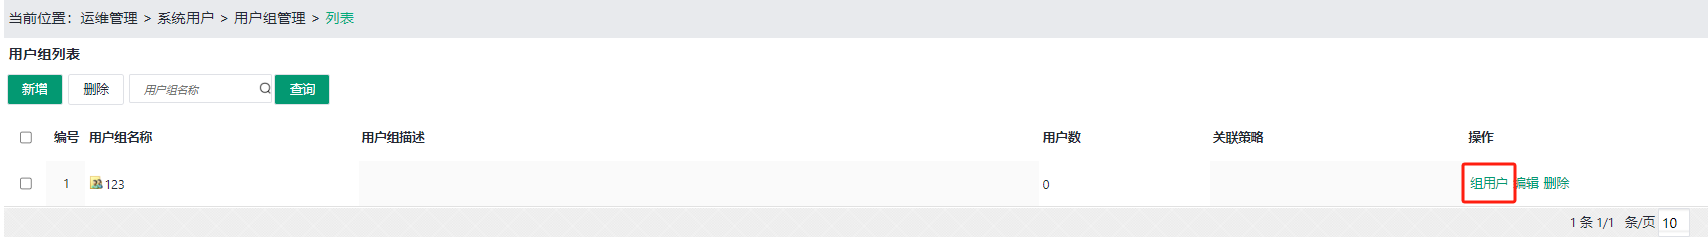 当前位置：运维管理 > 系统用户 > 用户组管理 > 列表
用户组列表
新增 删除 用户组名称 查询
编号 用户组名称 用户组描述 用户数 关联策略 操作
1 123 0 组用户 编辑 删除
1 条 1/1 条/页 10